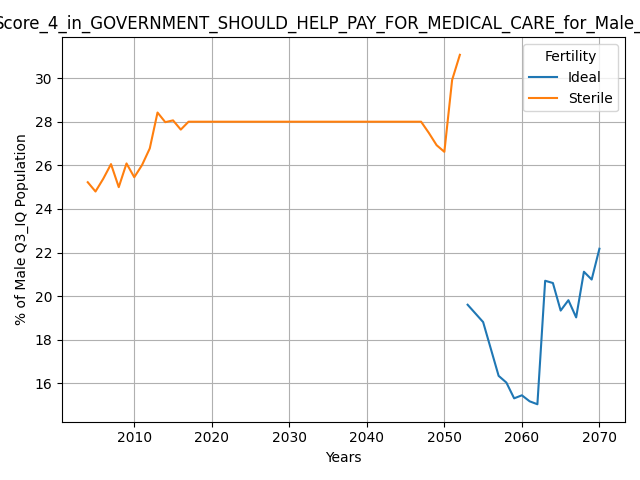 Score_4_in_GOVERNMENT_SHOULD_HELP_PAY_FOR_MEDICAL_CARE_for_Male_
Fertility
Ideal
Sterile
% of Male Q3_IQ Population
30
28
26
24
22
20
18
16
2010 2020 2030 2040 2050 2060 2070
Years